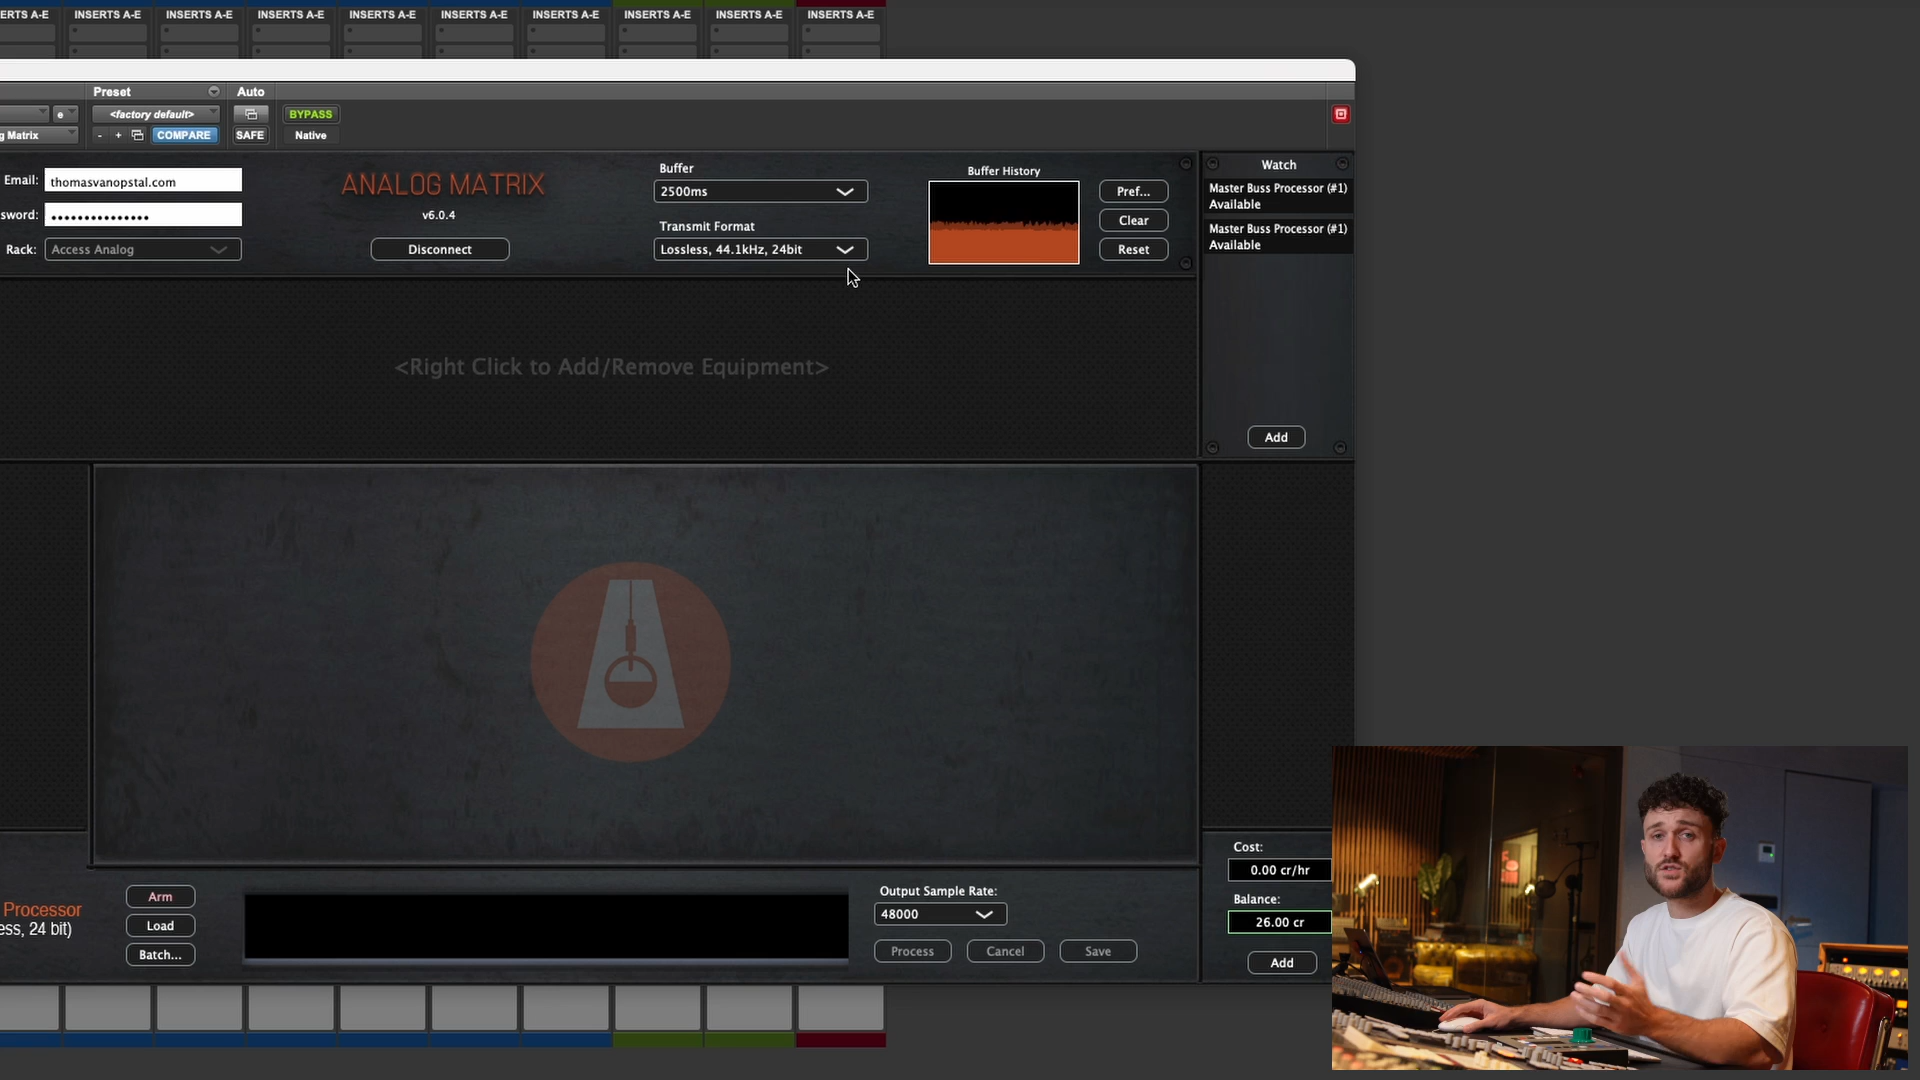 RTS A-E INSERTS A-E INSERTS A-E INSERTS A-E INSERTS A-E INSERTS A-E INSERTS A-E INSERTS A-E INSERTS A-E INSERTS A-E
Preset Auto
e <factory default> BYPASS
g Matrix - + COMPARE SAFE Native
Email: thomasvanopstal.com
sword: •••••••••••••••
Rack: Access Analog
ANALOG MATRIX
v6.0.4
Disconnect
Buffer
2500ms
Transmit Format
Lossless, 44.1kHz, 24bit
Buffer History
Pref...
Clear
Reset
Watch
Master Buss Processor (#1)
Available
Master Buss Processor (#1)
Available
Add
<Right Click to Add/Remove Equipment>
Processor
ess, 24 bit)
Arm
Load
Batch...
Output Sample Rate:
48000
Process Cancel Save
Cost:
0.00 cr/hr
Balance:
26.00 cr
Add